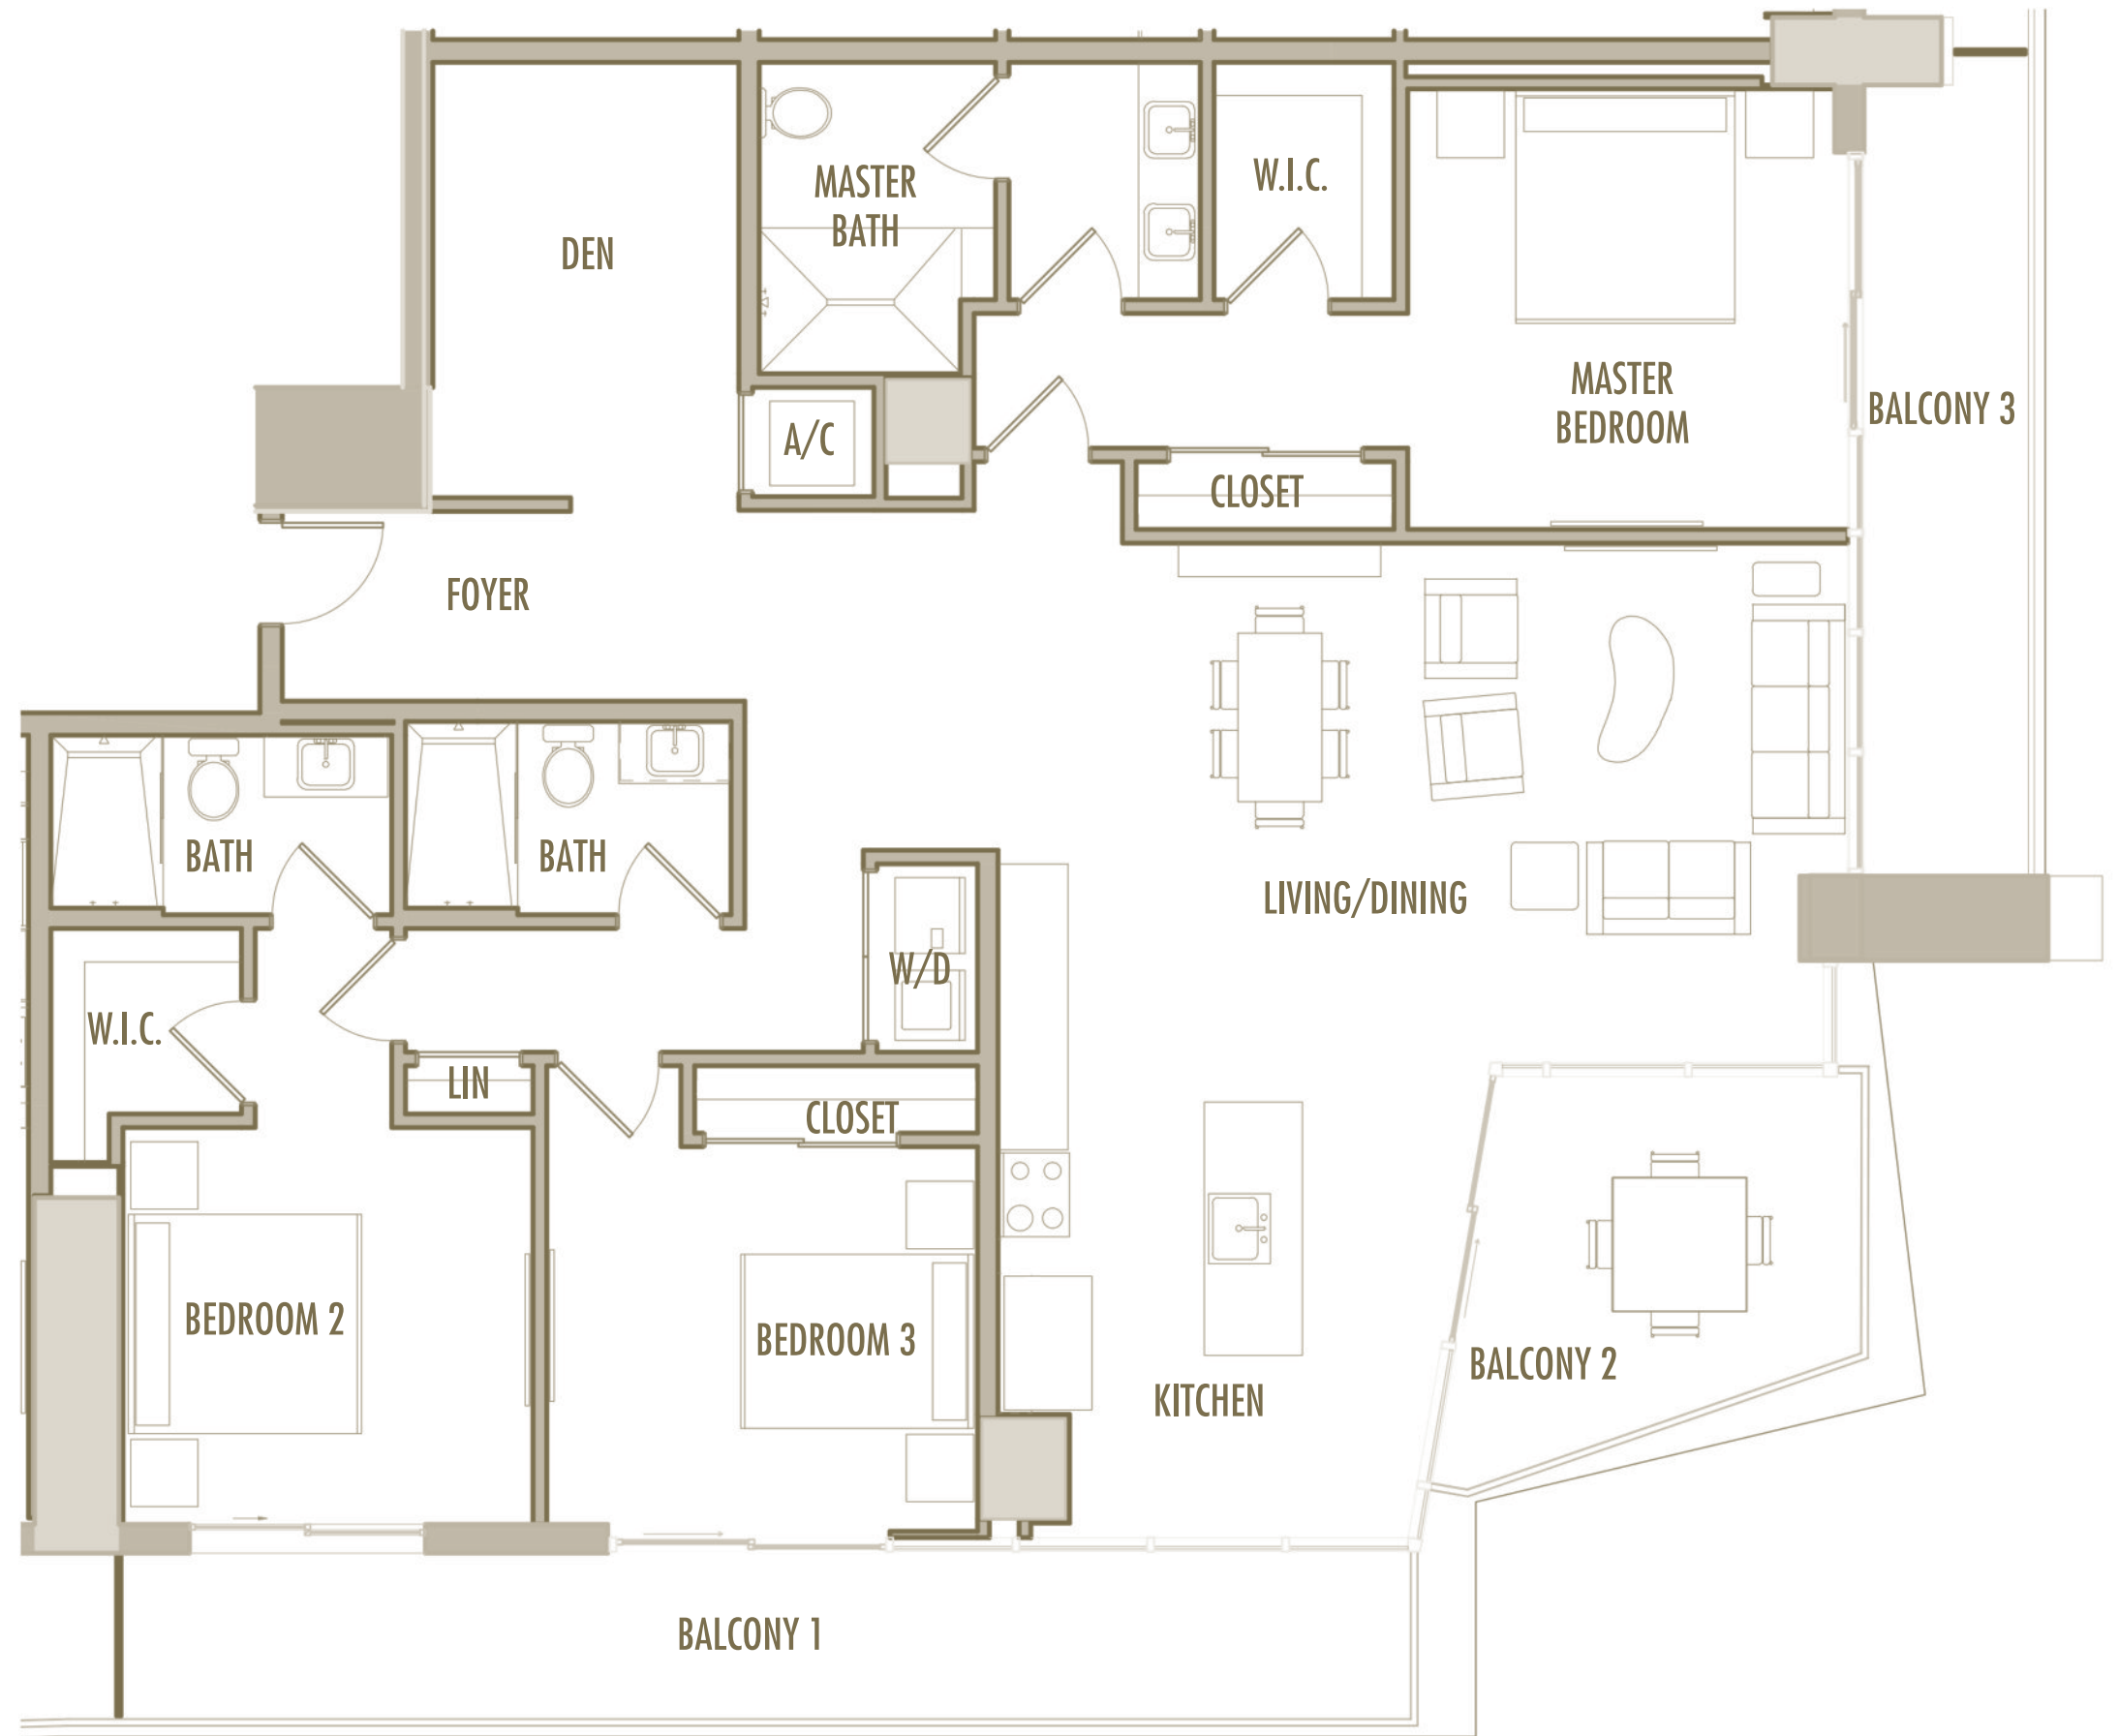 MASTER
BATH
W.I.C.
DEN
MASTER
BEDROOM
BALCONY 3
A/C
CLOSET
FOYER
BATH
BATH
LIVING/DINING
W/D
W.I.C.
LIN
CLOSET
BEDROOM 2
BEDROOM 3
BALCONY 2
KITCHEN
BALCONY 1